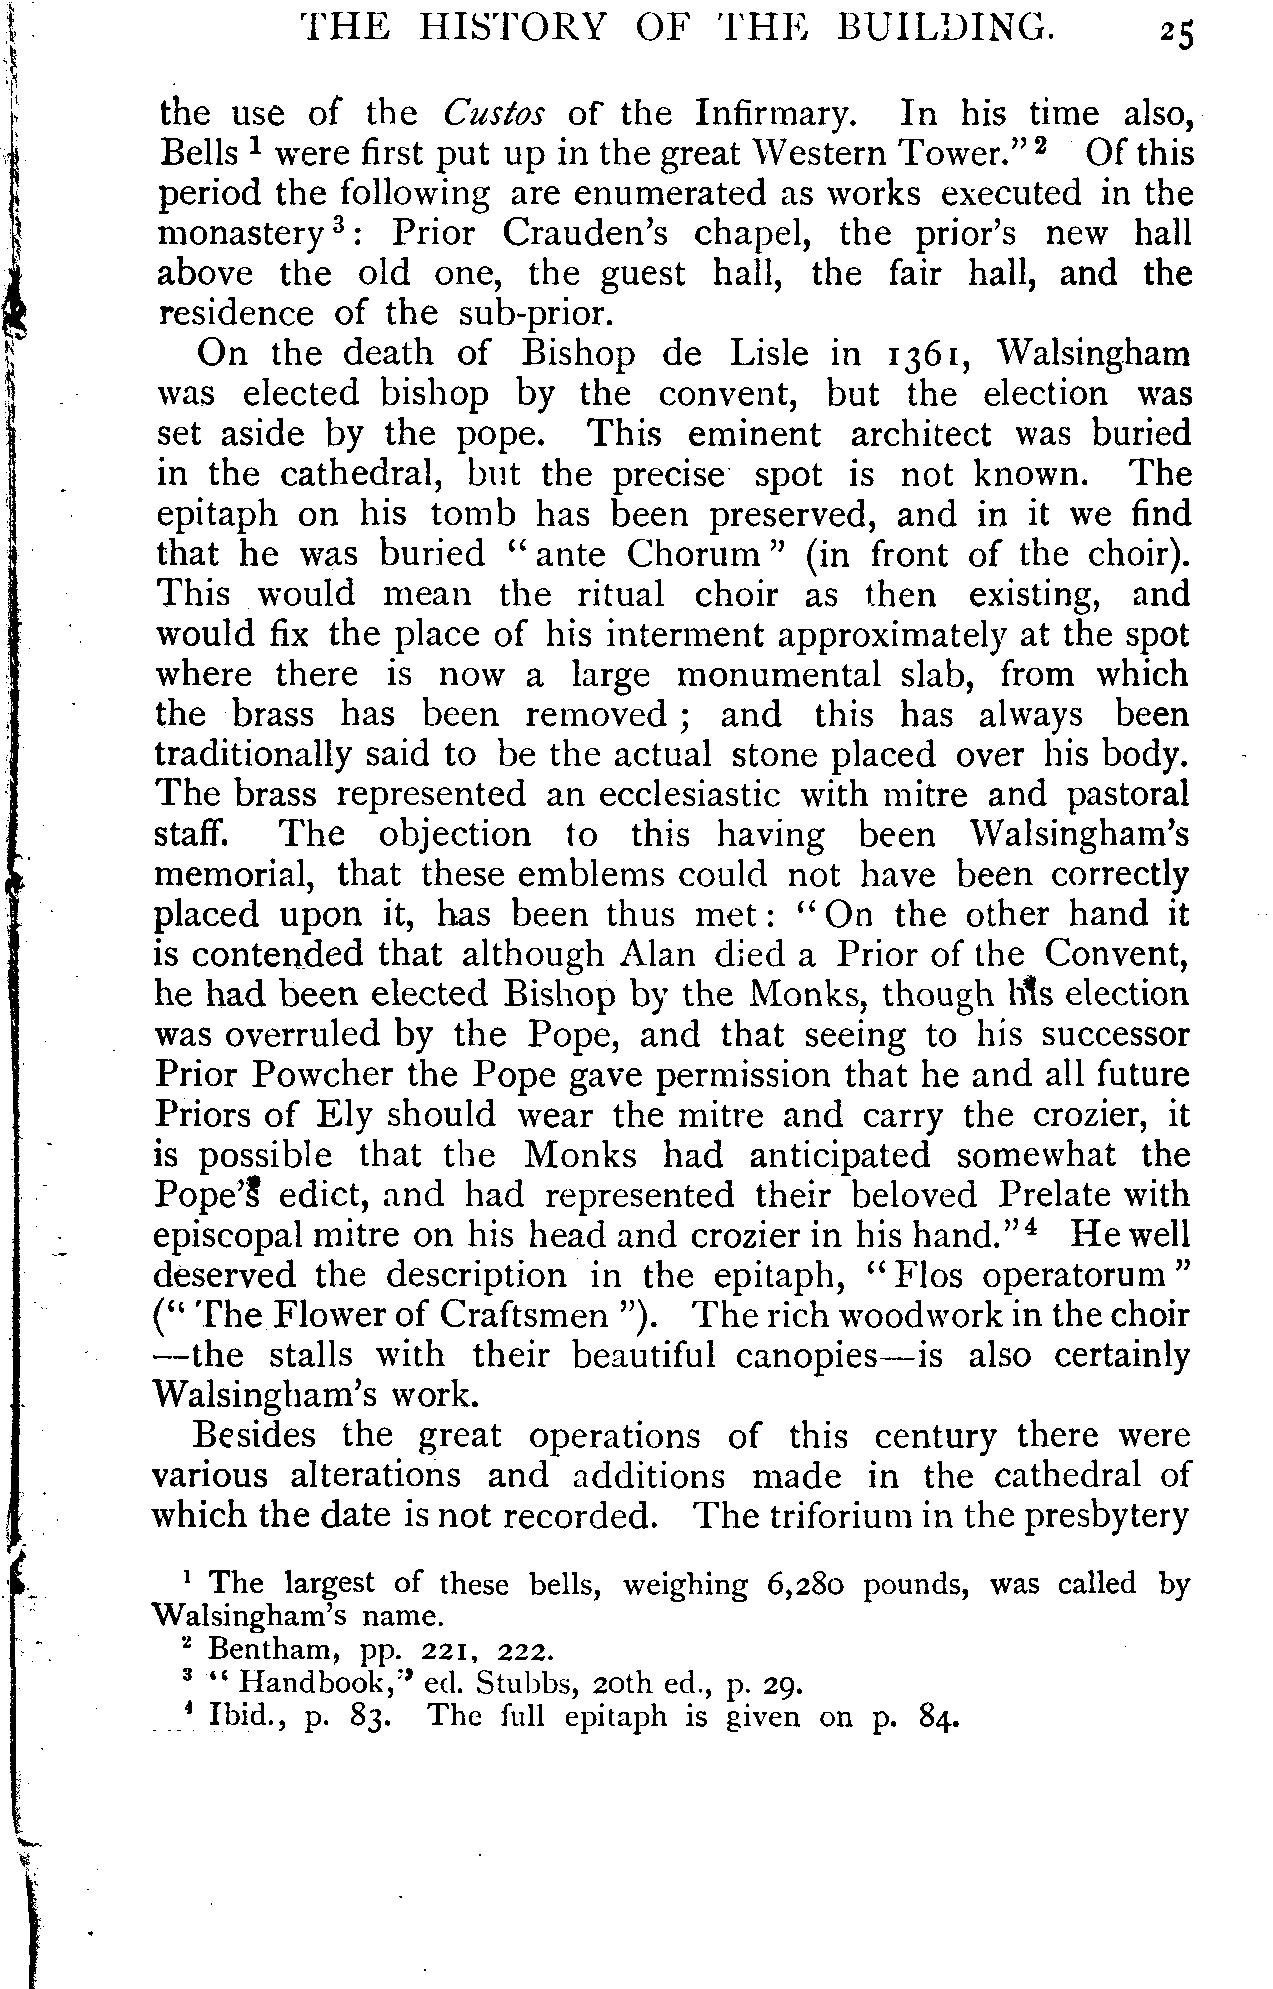 THE HISTORY OF THE BUILDING. 25
the use of the Custos of the Infirmary. In his time also,
Bells ¹ were first put up in the great Western Tower." ² Of this
period the following are enumerated as works executed in the
monastery ³ : Prior Crauden's chapel, the prior's new hall
above the old one, the guest hall, the fair hall, and the
residence of the sub-prior.
On the death of Bishop de Lisle in 1361, Walsingham
was elected bishop by the convent, but the election was
set aside by the pope. This eminent architect was buried
in the cathedral, but the precise spot is not known. The
epitaph on his tomb has been preserved, and in it we find
that he was buried "ante Chorum" (in front of the choir).
This would mean the ritual choir as then existing, and
would fix the place of his interment approximately at the spot
where there is now a large monumental slab, from which
the brass has been removed ; and this has always been
traditionally said to be the actual stone placed over his body.
The brass represented an ecclesiastic with mitre and pastoral
staff. The objection to this having been Walsingham's
memorial, that these emblems could not have been correctly
placed upon it, has been thus met : "On the other hand it
is contended that although Alan died a Prior of the Convent,
he had been elected Bishop by the Monks, though his election
was overruled by the Pope, and that seeing to his successor
Prior Powcher the Pope gave permission that he and all future
Priors of Ely should wear the mitre and carry the crozier, it
is possible that the Monks had anticipated somewhat the
Pope's edict, and had represented their beloved Prelate with
episcopal mitre on his head and crozier in his hand." ⁴ He well
deserved the description in the epitaph, "Flos operatorum"
("The Flower of Craftsmen"). The rich woodwork in the choir
—the stalls with their beautiful canopies—is also certainly
Walsingham's work.
Besides the great operations of this century there were
various alterations and additions made in the cathedral of
which the date is not recorded. The triforium in the presbytery
¹ The largest of these bells, weighing 6,280 pounds, was called by
Walsingham's name.
² Bentham, pp. 221, 222.
³ "Handbook," ed. Stubbs, 20th ed., p. 29.
⁴ Ibid., p. 83. The full epitaph is given on p. 84.